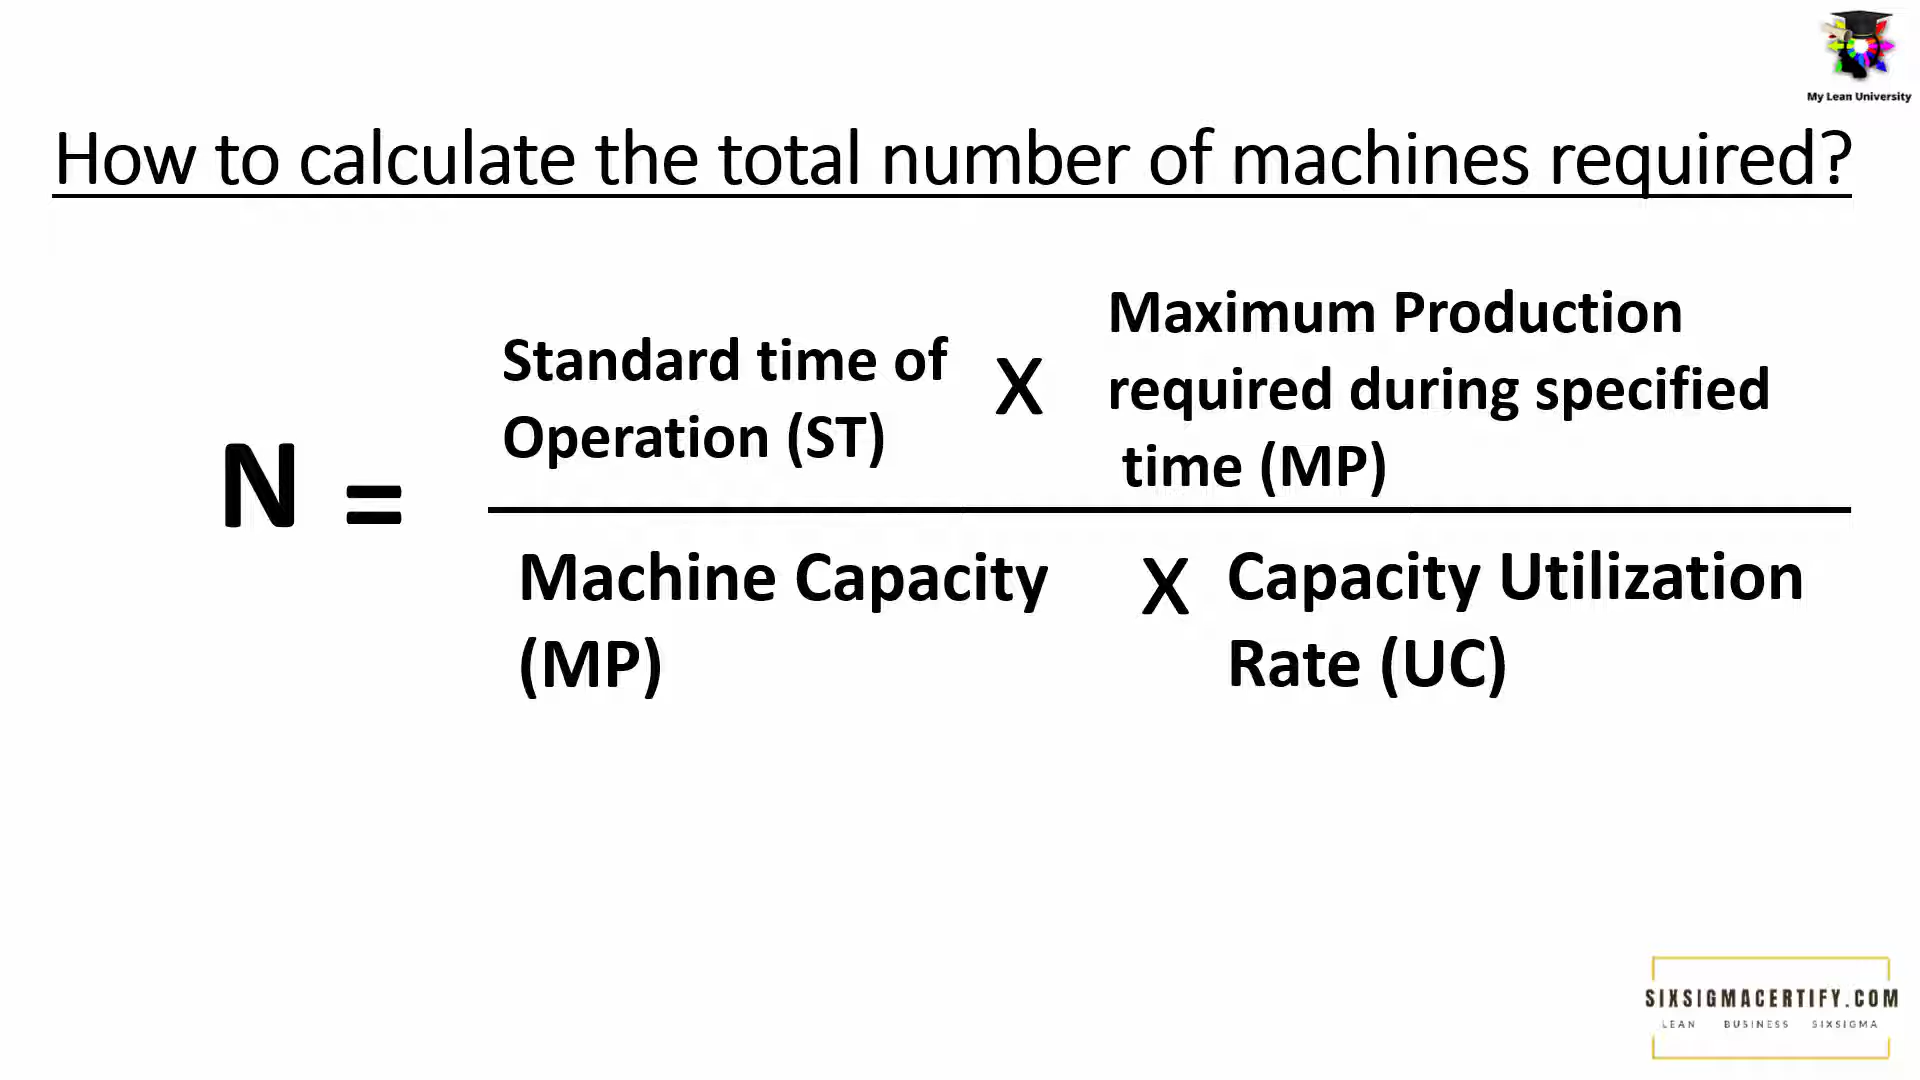 My Lean University
How to calculate the total number of machines required?
N =
Standard time of
Operation (ST)
X
Maximum Production
required during specified
time (MP)
Machine Capacity
(MP)
X
Capacity Utilization
Rate (UC)
SIXSIGMACERTIFY.COM
LEAN BUSINESS SIXSIGMA